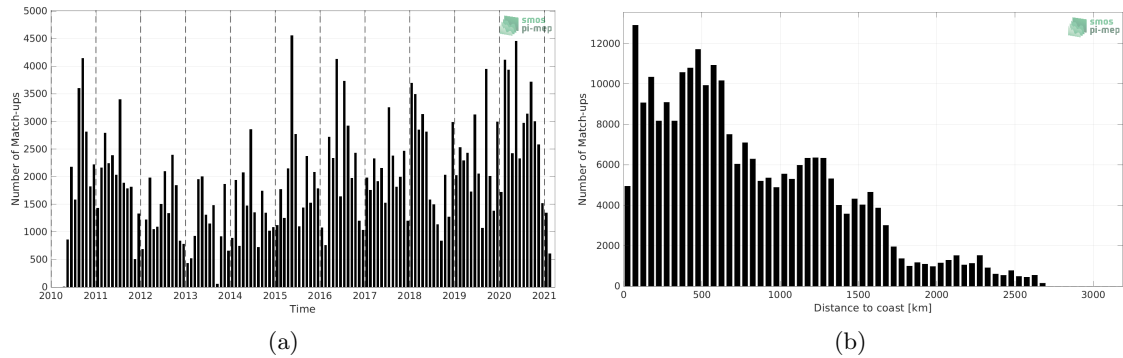 smos
pi-mep
5000
4500
4000
3500
3000
2500
2000
1500
1000
500
0
Number of Match-ups
2010 2011 2012 2013 2014 2015 2016 2017 2018 2019 2020 2021
Time
(a)
smos
pi-mep
12000
10000
8000
6000
4000
2000
0
Number of Match-ups
0 500 1000 1500 2000 2500 3000
Distance to coast [km]
(b)